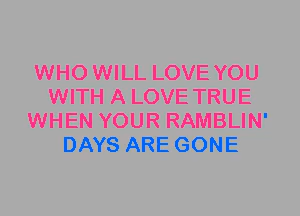 WHO WILL LOVE YOU
WITH A LOVE TRUE
WHEN YOUR RAMBLIN'
DAYS ARE GONE